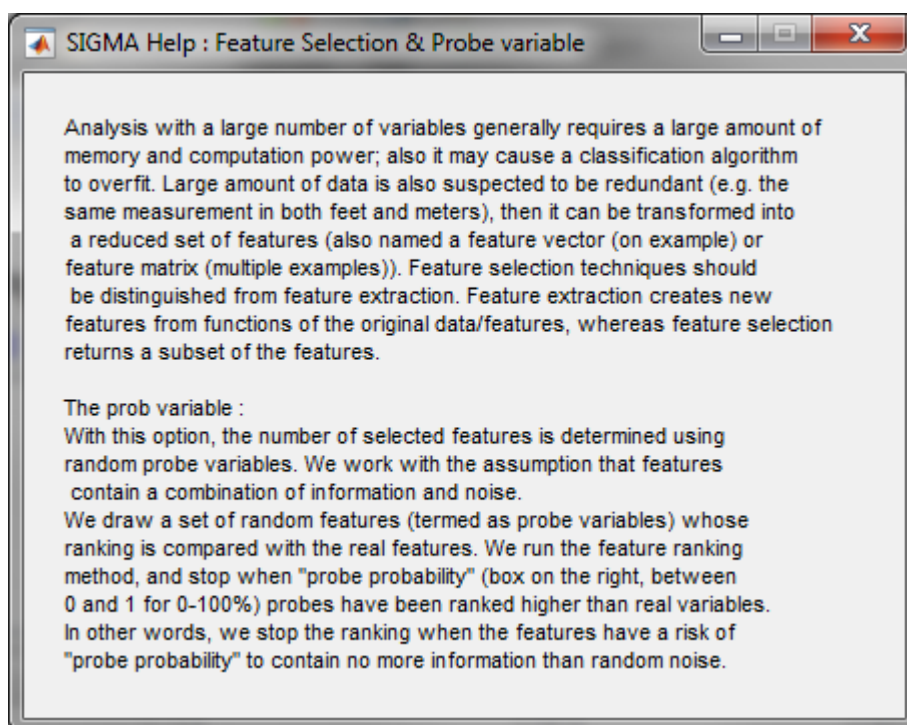 SIGMA Help : Feature Selection & Probe variable
Analysis with a large number of variables generally requires a large amount of
memory and computation power; also it may cause a classification algorithm
to overfit. Large amount of data is also suspected to be redundant (e.g. the
same measurement in both feet and meters), then it can be transformed into
a reduced set of features (also named a feature vector (on example) or
feature matrix (multiple examples)). Feature selection techniques should
be distinguished from feature extraction. Feature extraction creates new
features from functions of the original data/features, whereas feature selection
returns a subset of the features.
The prob variable :
With this option, the number of selected features is determined using
random probe variables. We work with the assumption that features
contain a combination of information and noise.
We draw a set of random features (termed as probe variables) whose
ranking is compared with the real features. We run the feature ranking
method, and stop when "probe probability" (box on the right, between
0 and 1 for 0-100%) probes have been ranked higher than real variables.
In other words, we stop the ranking when the features have a risk of
"probe probability" to contain no more information than random noise.